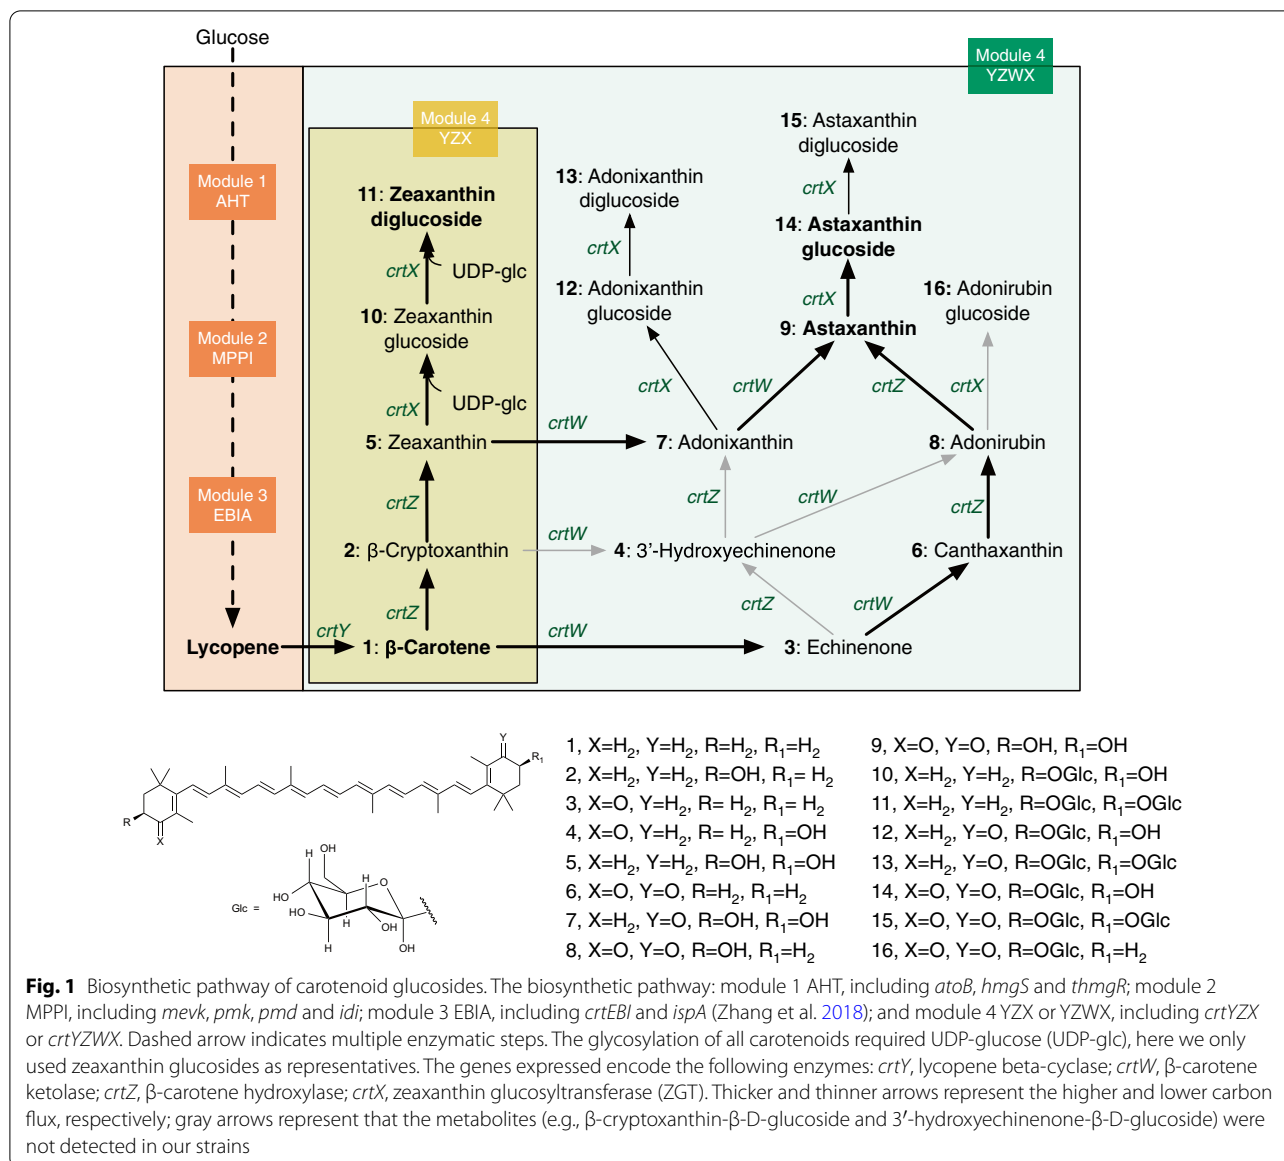 Glucose
Module 4
YZWX
Module 4
YZX
15: Astaxanthin
diglucoside
Module 1
AHT
13: Adonixanthin
diglucoside
crtX
11: Zeaxanthin
diglucoside
14: Astaxanthin
glucoside
crtX
crtX
UDP-glc
12: Adonixanthin
glucoside
crtX
16: Adonirubin
glucoside
10: Zeaxanthin
glucoside
9: Astaxanthin
Module 2
MPPI
crtX
UDP-glc
crtX
crtW
crtZ
crtX
5: Zeaxanthin
crtW
7: Adonixanthin
8: Adonirubin
Module 3
EBIA
crtZ
crtZ
crtW
crtZ
2: β-Cryptoxanthin
crtW
4: 3'-Hydroxyechinenone
6: Canthaxanthin
crtZ
crtZ
crtW
Lycopene
crtY
1: β-Carotene
crtW
3: Echinenone
Y
R1
R
X
H
OH
HO
H
O
Glc =
HO
H
OH
H
OH
1, X=H2, Y=H2, R=H2, R1=H2
2, X=H2, Y=H2, R=OH, R1= H2
3, X=O, Y=H2, R= H2, R1= H2
4, X=O, Y=H2, R= H2, R1=OH
5, X=H2, Y=H2, R=OH, R1=OH
6, X=O, Y=O, R=H2, R1=H2
7, X=H2, Y=O, R=OH, R1=OH
8, X=O, Y=O, R=OH, R1=H2
9, X=O, Y=O, R=OH, R1=OH
10, X=H2, Y=H2, R=OGlc, R1=OH
11, X=H2, Y=H2, R=OGlc, R1=OGlc
12, X=H2, Y=O, R=OGlc, R1=OH
13, X=H2, Y=O, R=OGlc, R1=OGlc
14, X=O, Y=O, R=OGlc, R1=OH
15, X=O, Y=O, R=OGlc, R1=OGlc
16, X=O, Y=O, R=OGlc, R1=H2
Fig. 1 Biosynthetic pathway of carotenoid glucosides. The biosynthetic pathway: module 1 AHT, including atoB, hmgS and thmgR; module 2
MPPI, including mevk, pmk, pmd and idi; module 3 EBIA, including crtEBI and ispA (Zhang et al. 2018); and module 4 YZX or YZWX, including crtYZX
or crtYZWX. Dashed arrow indicates multiple enzymatic steps. The glycosylation of all carotenoids required UDP-glucose (UDP-glc), here we only
used zeaxanthin glucosides as representatives. The genes expressed encode the following enzymes: crtY, lycopene beta-cyclase; crtW, β-carotene
ketolase; crtZ, β-carotene hydroxylase; crtX, zeaxanthin glucosyltransferase (ZGT). Thicker and thinner arrows represent the higher and lower carbon
flux, respectively; gray arrows represent that the metabolites (e.g., β-cryptoxanthin-β-D-glucoside and 3′-hydroxyechinenone-β-D-glucoside) were
not detected in our strains